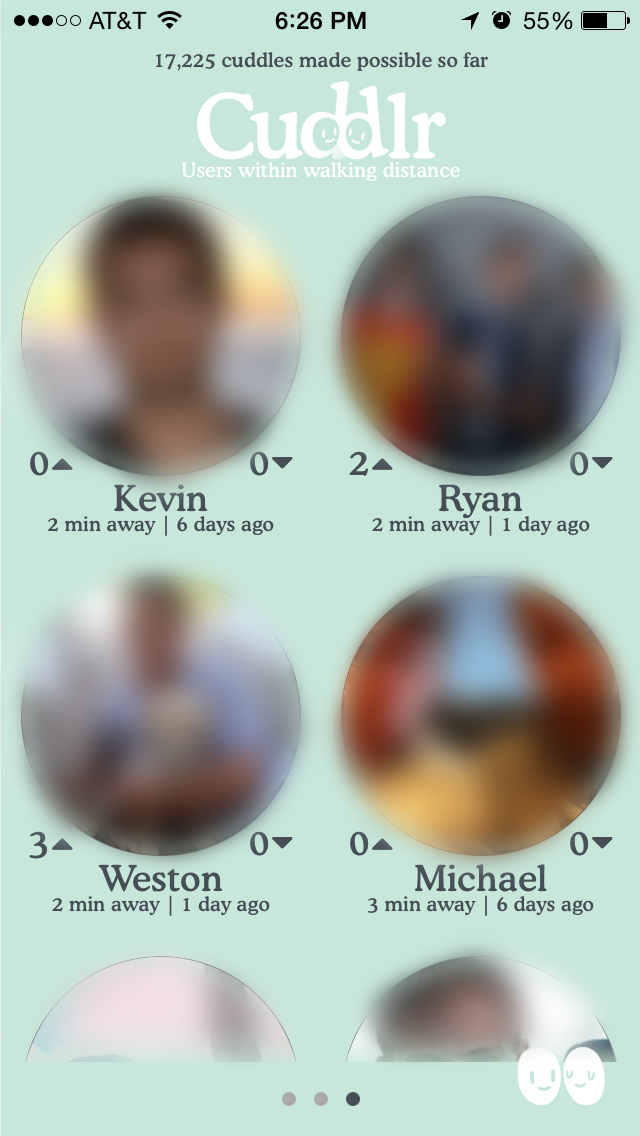 AT&T 6:26 PM 55%
17,225 cuddles made possible so far
Cuddlr
Users within walking distance
0 0 2 0
Kevin Ryan
2 min away | 6 days ago 2 min away | 1 day ago
3 0 0 0
Weston Michael
2 min away | 1 day ago 3 min away | 6 days ago